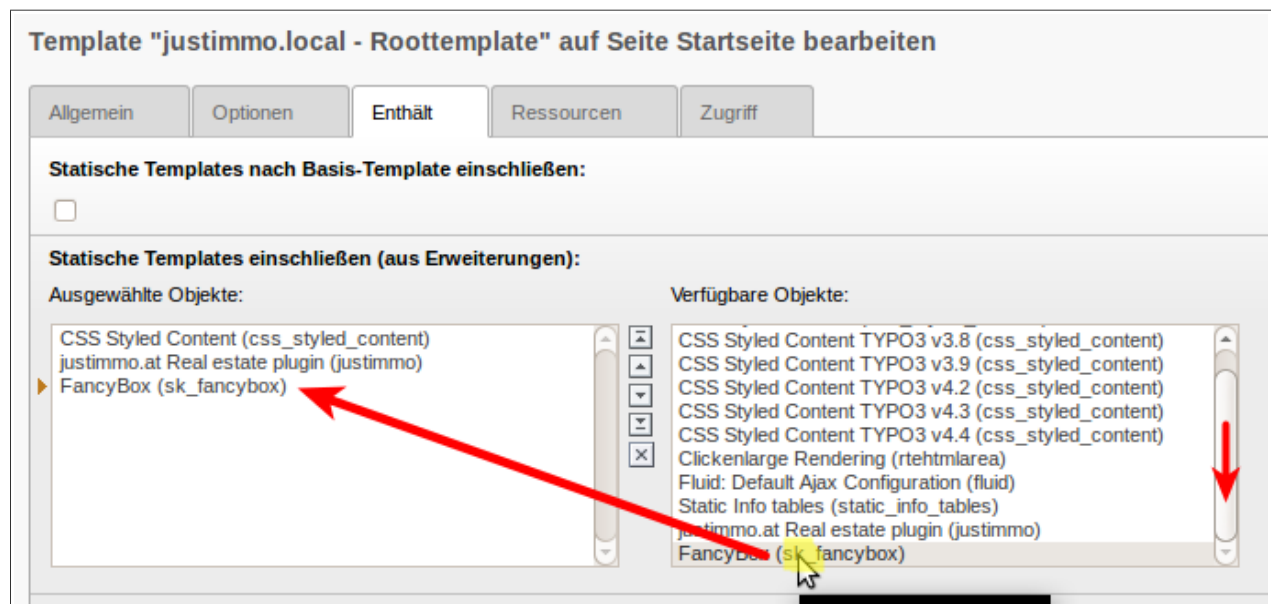 Template "justimmo.local - Roottemplate" auf Seite Startseite bearbeiten
Allgemein Optionen Enthält Ressourcen Zugriff
Statische Templates nach Basis-Template einschließen:
Statische Templates einschließen (aus Erweiterungen):
Ausgewählte Objekte:
CSS Styled Content (css_styled_content)
justimmo.at Real estate plugin (justimmo)
FancyBox (sk_fancybox)
Verfügbare Objekte:
CSS Styled Content TYPO3 v3.8 (css_styled_content)
CSS Styled Content TYPO3 v3.9 (css_styled_content)
CSS Styled Content TYPO3 v4.2 (css_styled_content)
CSS Styled Content TYPO3 v4.3 (css_styled_content)
CSS Styled Content TYPO3 v4.4 (css_styled_content)
Clickenlarge Rendering (rtehtmlarea)
Fluid: Default Ajax Configuration (fluid)
Static Info tables (static_info_tables)
justimmo.at Real estate plugin (justimmo)
FancyBox (sk_fancybox)